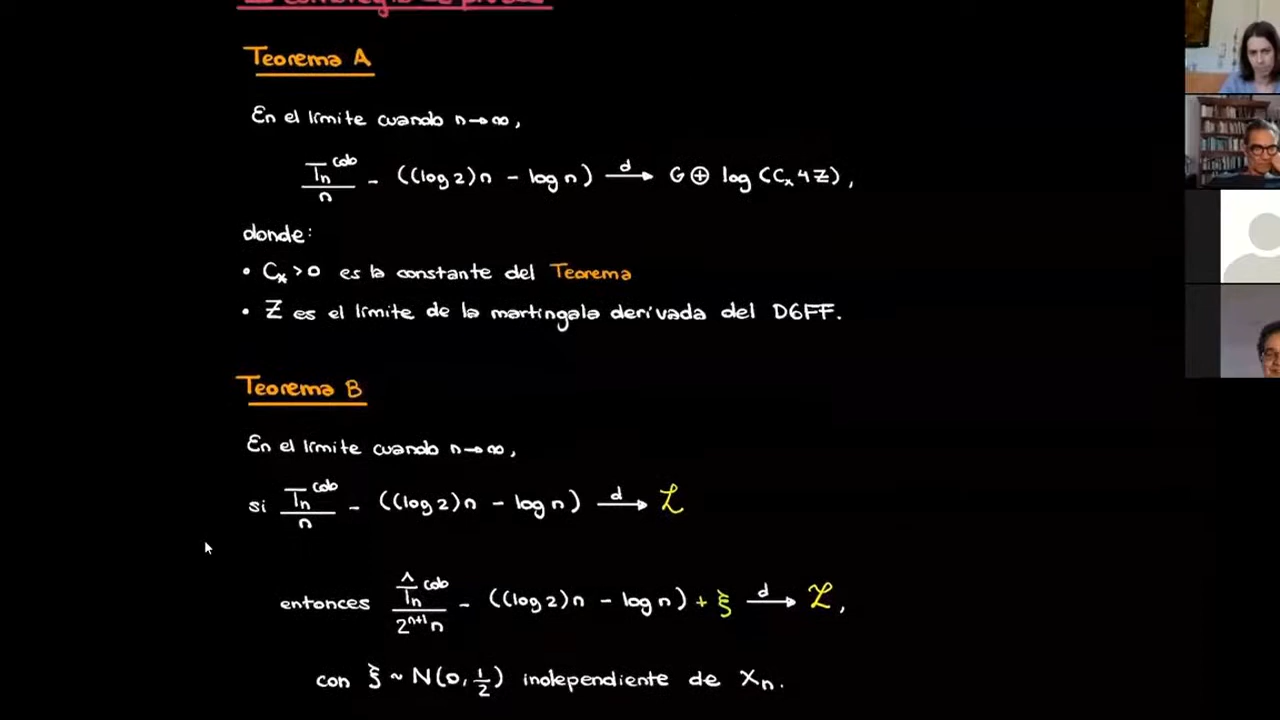 Teorema A
En el límite cuando n→∞,
T_n^cob / n - ((log 2)n - log n) →^d G ⊕ log (C_* 4 Z),
donde:
• C_* > 0 es la constante del Teorema
• Z es el límite de la martingala derivada del DGFF.
Teorema B
En el límite cuando n→∞,
si T_n^cob / n - ((log 2)n - log n) →^d ℒ
entonces T̂_n^cob / 2^{n+1} n - ((log 2)n - log n) + ξ →^d ℒ,
con ξ ~ N(0, 1/2) independiente de X_n.